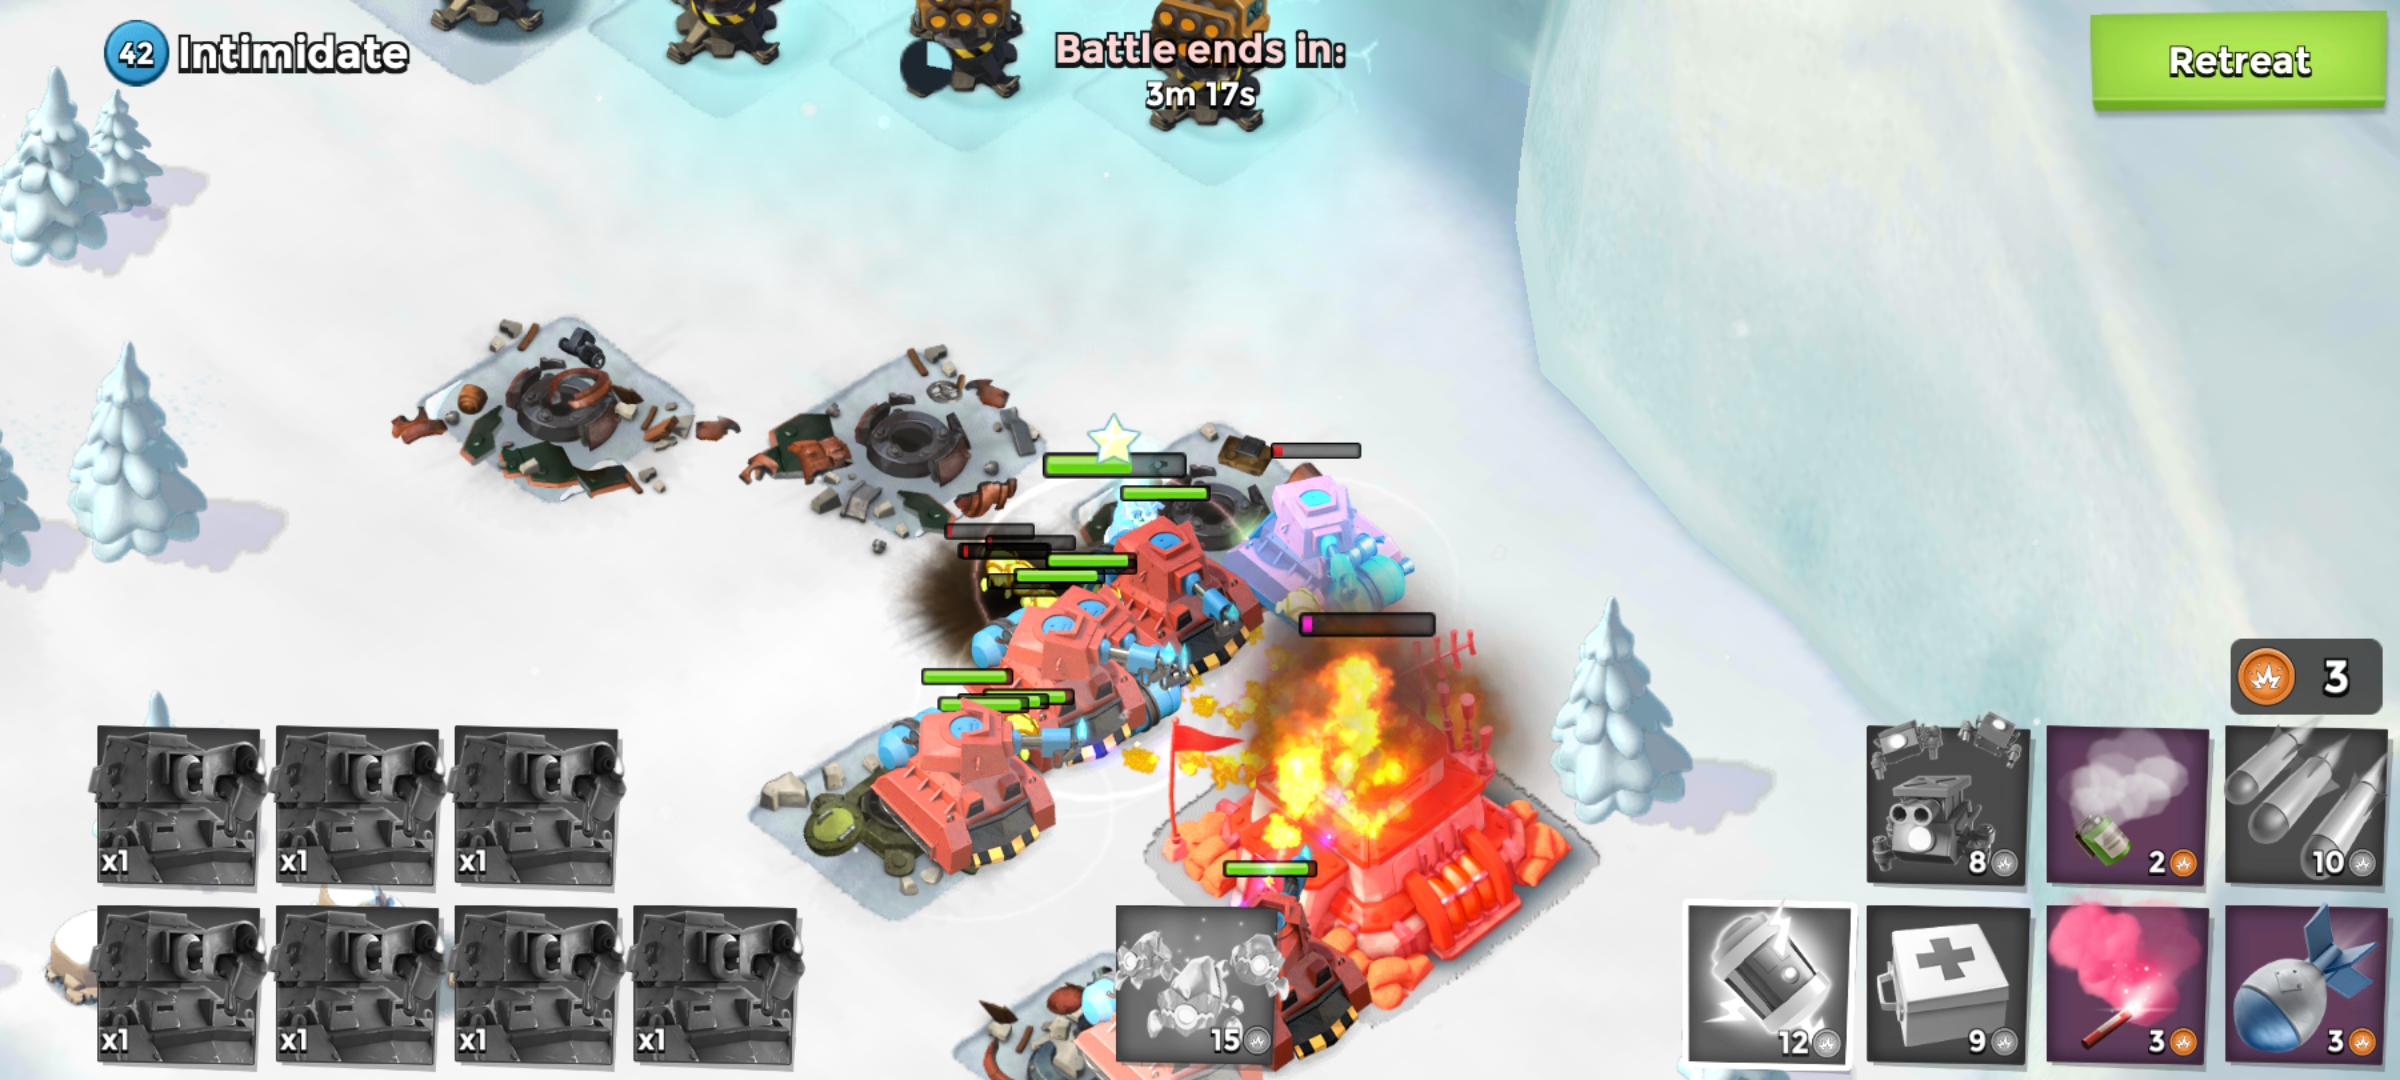 42 Intimidate
Battle ends in:
3m 17s
Retreat
3
x1
x1
x1
8
2
10
x1
x1
x1
x1
15
12
9
3
3